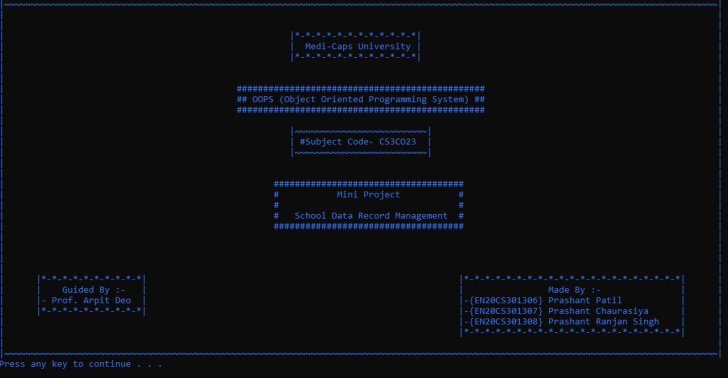 |*-*-*-*-*-*-*-*-*-*-*-*|
|  Medi-Caps University |
|*-*-*-*-*-*-*-*-*-*-*-*|
###############################################
## OOPS (Object Oriented Programming System) ##
###############################################
|~~~~~~~~~~~~~~~~~~~~~~~~~|
| #Subject Code- CS3CO23  |
|~~~~~~~~~~~~~~~~~~~~~~~~~|
####################################
#           Mini Project           #
#                                  #
#   School Data Record Management  #
####################################
|*-*-*-*-*-*-*-*-*-*|
|    Guided By :-   |
|- Prof. Arpit Deo  |
|*-*-*-*-*-*-*-*-*-*|
|*-*-*-*-*-*-*-*-*-*-*-*-*-*-*-*-*-*-*-*-*|
|                Made By :-               |
|-{EN20CS301306} Prashant Patil           |
|-{EN20CS301307} Prashant Chaurasiya      |
|-{EN20CS301308} Prashant Ranjan Singh    |
|*-*-*-*-*-*-*-*-*-*-*-*-*-*-*-*-*-*-*-*-*|
Press any key to continue . . .